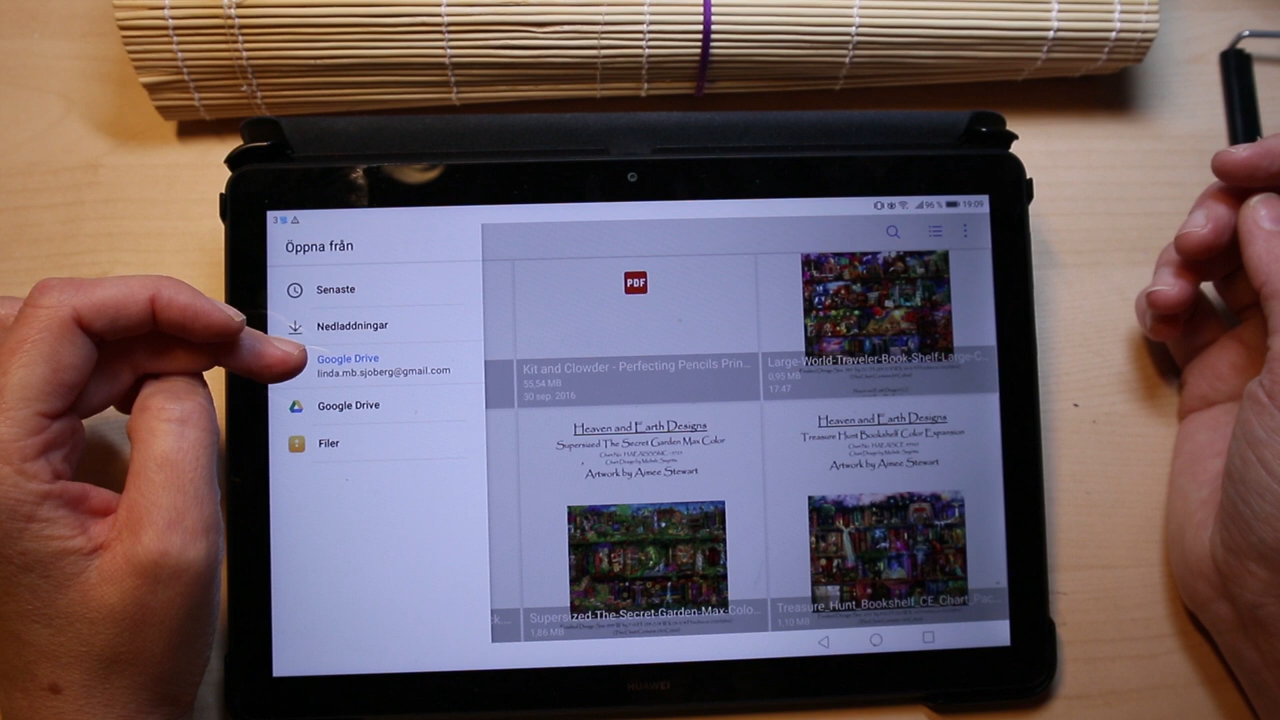 3
96 %
19:09
Öppna från
Senaste
Nedladdningar
Google Drive
linda.mb.sjoberg@gmail.com
Google Drive
Filer
PDF
Kit and Clowder - Perfecting Pencils Prin...
55,54 MB
30 sep. 2016
Large-World-Traveler-Book-Shelf-Large-C...
0,95 MB
17:47
Heaven and Earth Designs
Supersized The Secret Garden Max Color
Artwork by Aimee Stewart
Supersized-The-Secret-Garden-Max-Colo...
1,86 MB
Heaven and Earth Designs
Treasure Hunt Bookshelf Color Expansion
Artwork by Aimee Stewart
Treasure_Hunt_Bookshelf_CE_Chart_Pac...
1,10 MB
HUAWEI